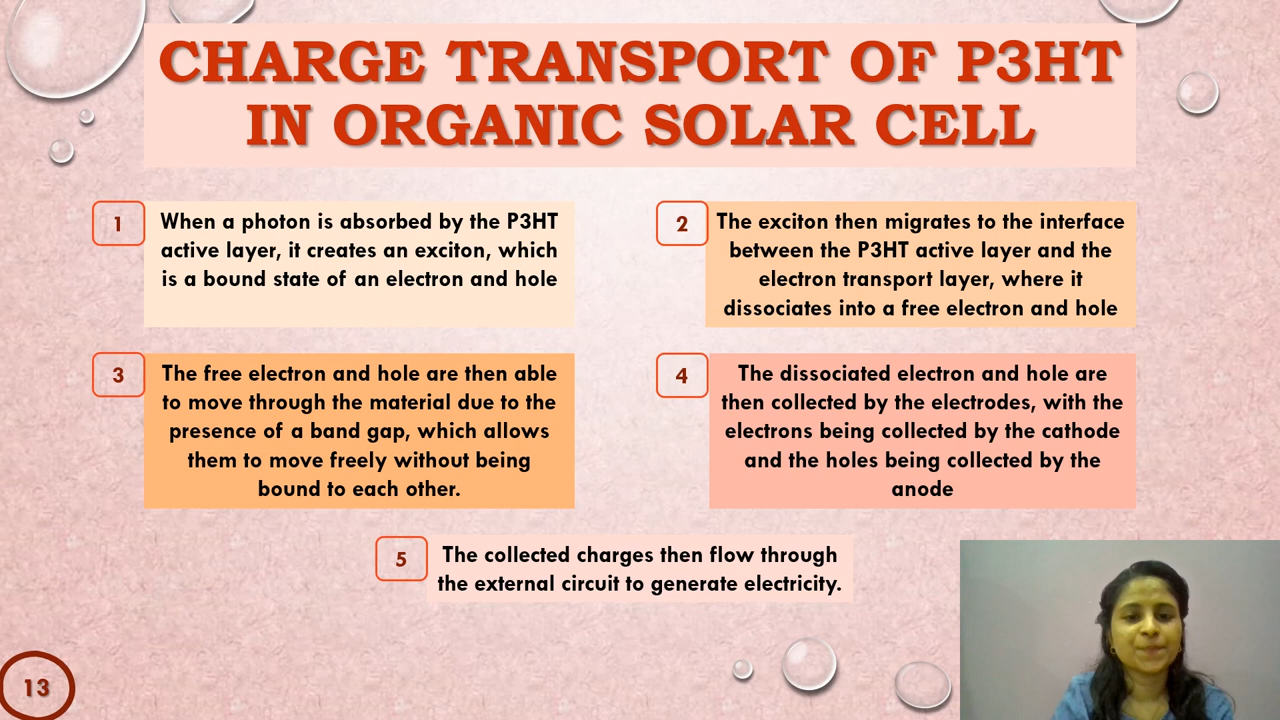 CHARGE TRANSPORT OF P3HT
IN ORGANIC SOLAR CELL
1
When a photon is absorbed by the P3HT
active layer, it creates an exciton, which
is a bound state of an electron and hole
2
The exciton then migrates to the interface
between the P3HT active layer and the
electron transport layer, where it
dissociates into a free electron and hole
3
The free electron and hole are then able
to move through the material due to the
presence of a band gap, which allows
them to move freely without being
bound to each other.
4
The dissociated electron and hole are
then collected by the electrodes, with the
electrons being collected by the cathode
and the holes being collected by the
anode
5
The collected charges then flow through
the external circuit to generate electricity.
13